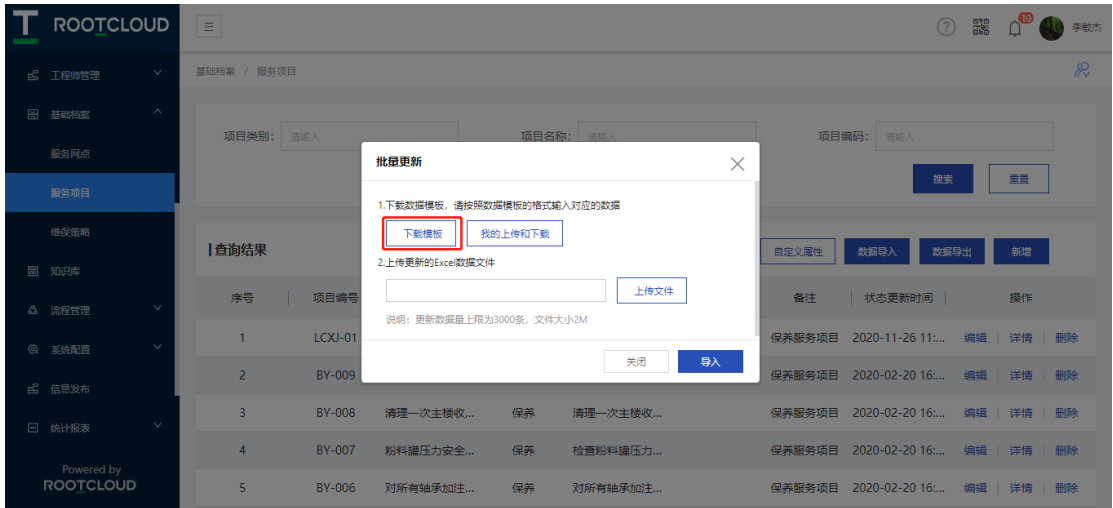 ROOTCLOUD
10
李敏杰
工程师管理
基础档案
服务网点
服务项目
维保策略
知识库
流程管理
系统配置
信息发布
统计报表
Powered by
ROOTCLOUD
基础档案 / 服务项目
项目类别: 请输入 项目名称: 请输入 项目编码: 请输入
搜索 重置
批量更新
1.下载数据模板，请按照数据模板的格式输入对应的数据
下载模板 我的上传和下载
2.上传更新的Excel数据文件
上传文件
说明：更新数据量上限为3000条，文件大小2M
关闭 导入
查询结果 自定义属性 数据导入 数据导出 新增
序号 项目编号 备注 状态更新时间 操作
1 LCXJ-01 保养服务项目 2020-11-26 11:... 编辑 详情 删除
2 BY-009 保养服务项目 2020-02-20 16:... 编辑 详情 删除
3 BY-008 清理一次主楼收... 保养 清理一次主楼收... 保养服务项目 2020-02-20 16:... 编辑 详情 删除
4 BY-007 粉料罐压力安全... 保养 检查粉料罐压力... 保养服务项目 2020-02-20 16:... 编辑 详情 删除
5 BY-006 对所有轴承加注... 保养 对所有轴承加注... 保养服务项目 2020-02-20 16:... 编辑 详情 删除